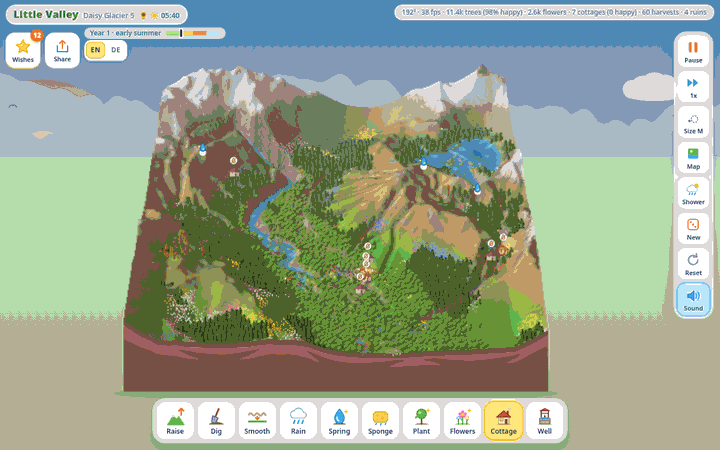 Little Valley Daisy Glacier 5 05:40
192² · 38 fps · 11.4k trees (98% happy) · 2.6k flowers · 7 cottages (0 happy) · 60 harvests · 4 ruins
Year 1 · early summer
12
Wishes
Share
EN DE
Pause
1x
Size M
Map
Shower
New
Reset
Sound
Raise Dig Smooth Rain Spring Sponge Plant Flowers Cottage Well